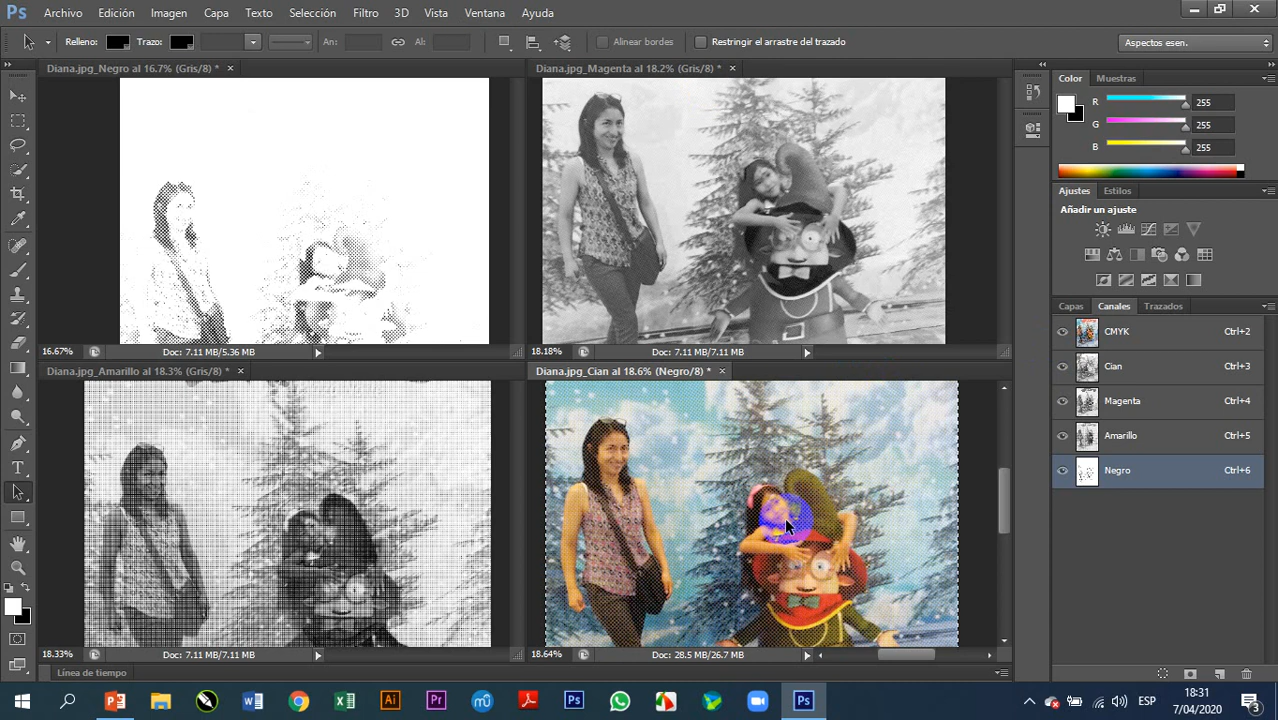 Ps Archivo Edición Imagen Capa Texto Selección Filtro 3D Vista Ventana Ayuda
Relleno: Trazo: An: Al: Alinear bordes Restringir el arrastre del trazado Aspectos esen.
Diana.jpg_Negro al 16.7% (Gris/8) * ×
Diana.jpg_Magenta al 18.2% (Gris/8) * ×
16.67% Doc: 7.11 MB/5.36 MB
18.18% Doc: 7.11 MB/7.11 MB
Diana.jpg_Amarillo al 18.3% (Gris/8) * ×
Diana.jpg_Cian al 18.6% (Negro/8) * ×
18.33% Doc: 7.11 MB/7.11 MB
18.64% Doc: 28.5 MB/26.7 MB
Línea de tiempo
Color Muestras
R 255
G 255
B 255
Ajustes Estilos
Añadir un ajuste
Capas Canales Trazados
CMYK Ctrl+2
Cian Ctrl+3
Magenta Ctrl+4
Amarillo Ctrl+5
Negro Ctrl+6
ESP
18:31
7/04/2020
3